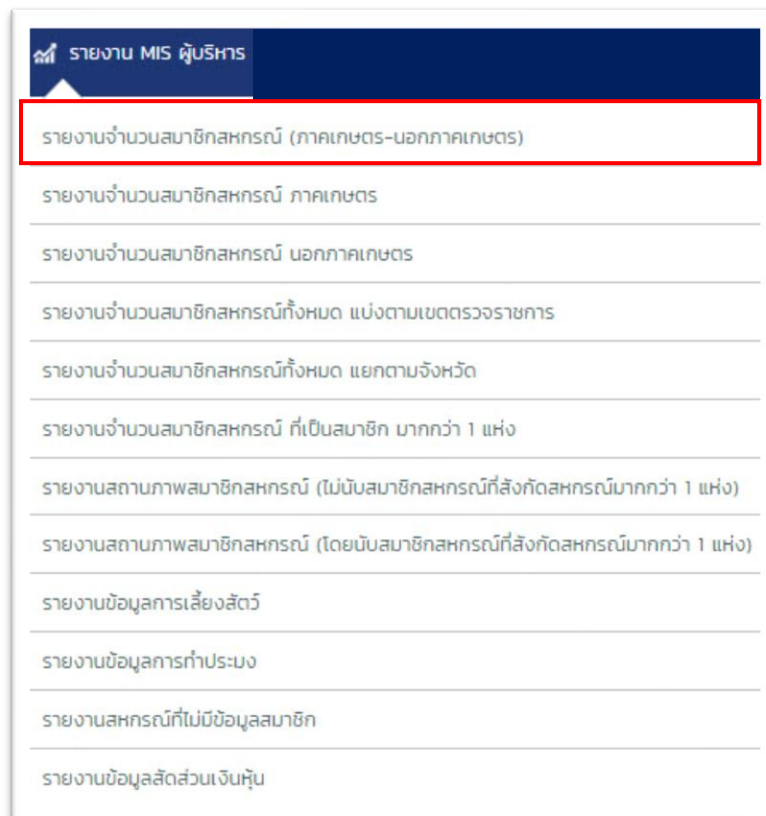 รายงาน MIS ผู้บริหาร
รายงานจำนวนสมาชิกสหกรณ์ (ภาคเกษตร-นอกภาคเกษตร)
รายงานจำนวนสมาชิกสหกรณ์ ภาคเกษตร
รายงานจำนวนสมาชิกสหกรณ์ นอกภาคเกษตร
รายงานจำนวนสมาชิกสหกรณ์ทั้งหมด แบ่งตามเขตตรวจราชการ
รายงานจำนวนสมาชิกสหกรณ์ทั้งหมด แยกตามจังหวัด
รายงานจำนวนสมาชิกสหกรณ์ ที่เป็นสมาชิก มากกว่า 1 แห่ง
รายงานสถานภาพสมาชิกสหกรณ์ (ไม่นับสมาชิกสหกรณ์ที่สังกัดสหกรณ์มากกว่า 1 แห่ง)
รายงานสถานภาพสมาชิกสหกรณ์ (โดยนับสมาชิกสหกรณ์ที่สังกัดสหกรณ์มากกว่า 1 แห่ง)
รายงานข้อมูลการเลี้ยงสัตว์
รายงานข้อมูลการทำประมง
รายงานสหกรณ์ที่ไม่มีข้อมูลสมาชิก
รายงานข้อมูลสัดส่วนเงินหุ้น